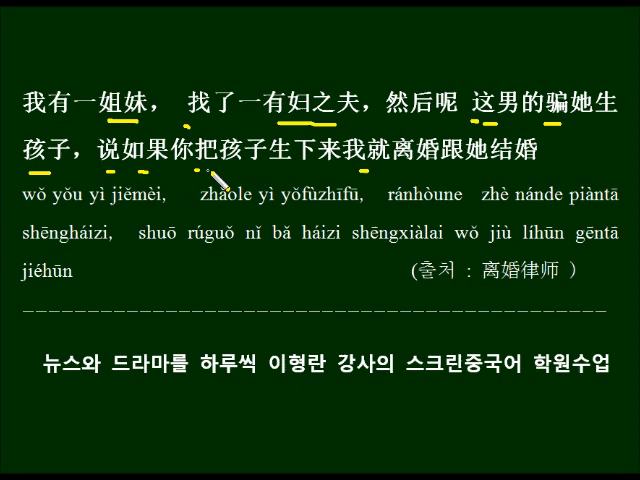 我有一姐妹， 找了一有妇之夫，然后呢 这男的骗她生
孩子，说如果你把孩子生下来我就离婚跟她结婚
wǒ yǒu yì jiěmèi, zhǎole yì yǒfùzhīfū, ránhòune zhè nánde piàntā
shēngháizi, shuō rúguǒ nǐ bǎ háizi shēngxiàlai wǒ jiù líhūn gēntā
jiéhūn (출처 : 离婚律师 )
뉴스와 드라마를 하루씩 이형란 강사의 스크린중국어 학원수업